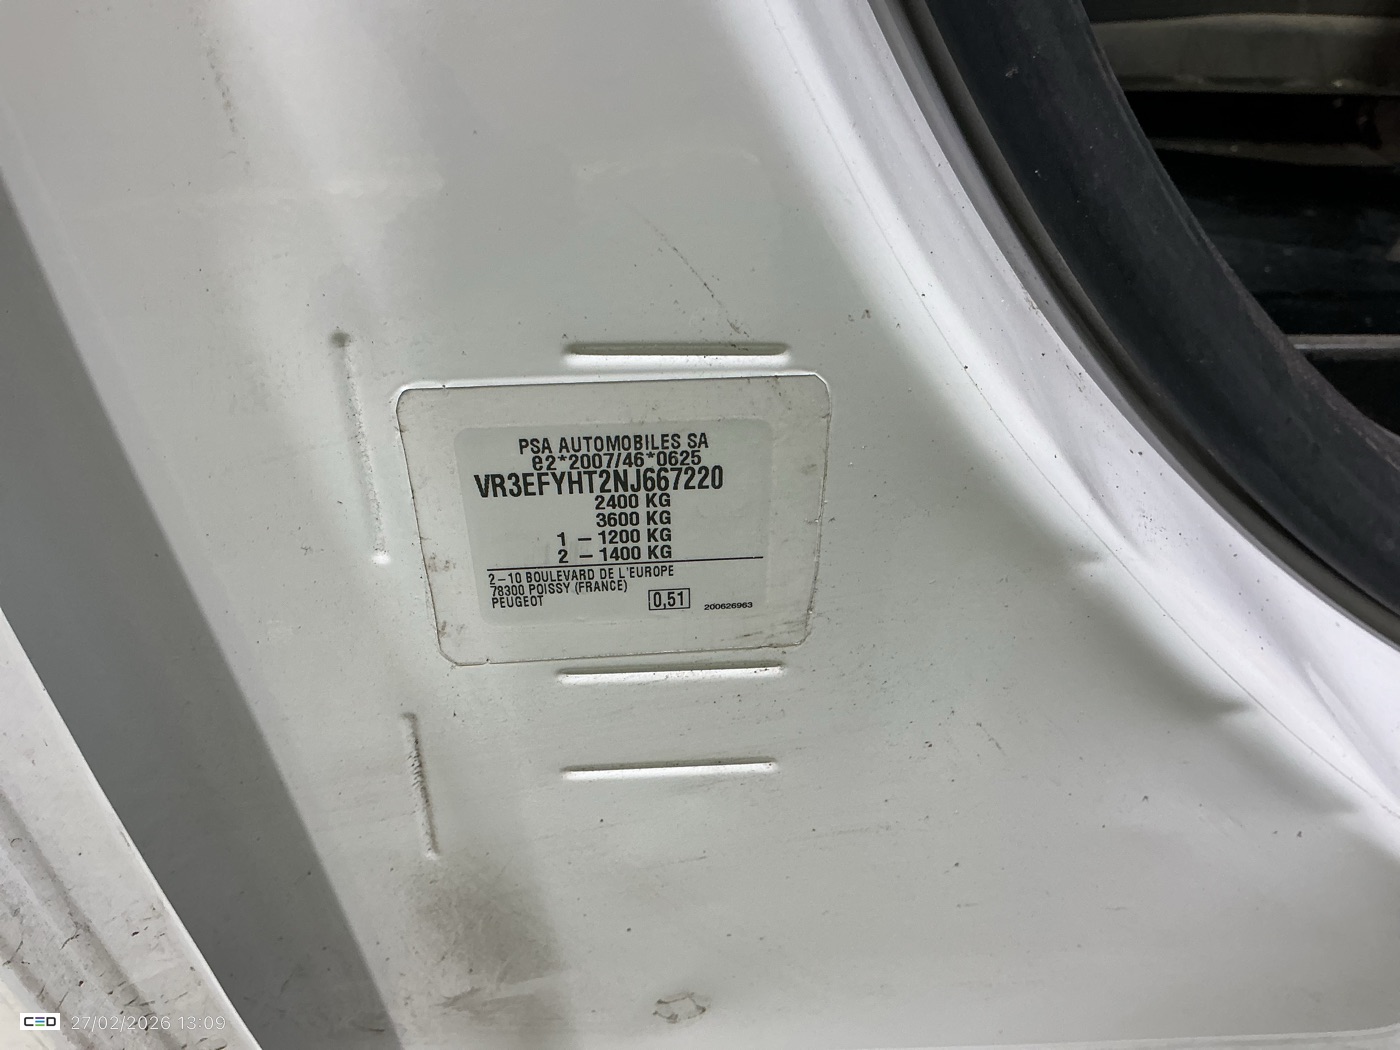 PSA AUTOMOBILES SA
e2*2007/46*0625
VR3EFYHT2NJ667220
2400 KG
3600 KG
1 – 1200 KG
2 – 1400 KG
2–10 BOULEVARD DE L'EUROPE
78300 POISSY (FRANCE)
PEUGEOT
0,51
200626963
CED 27/02/2026 13:09